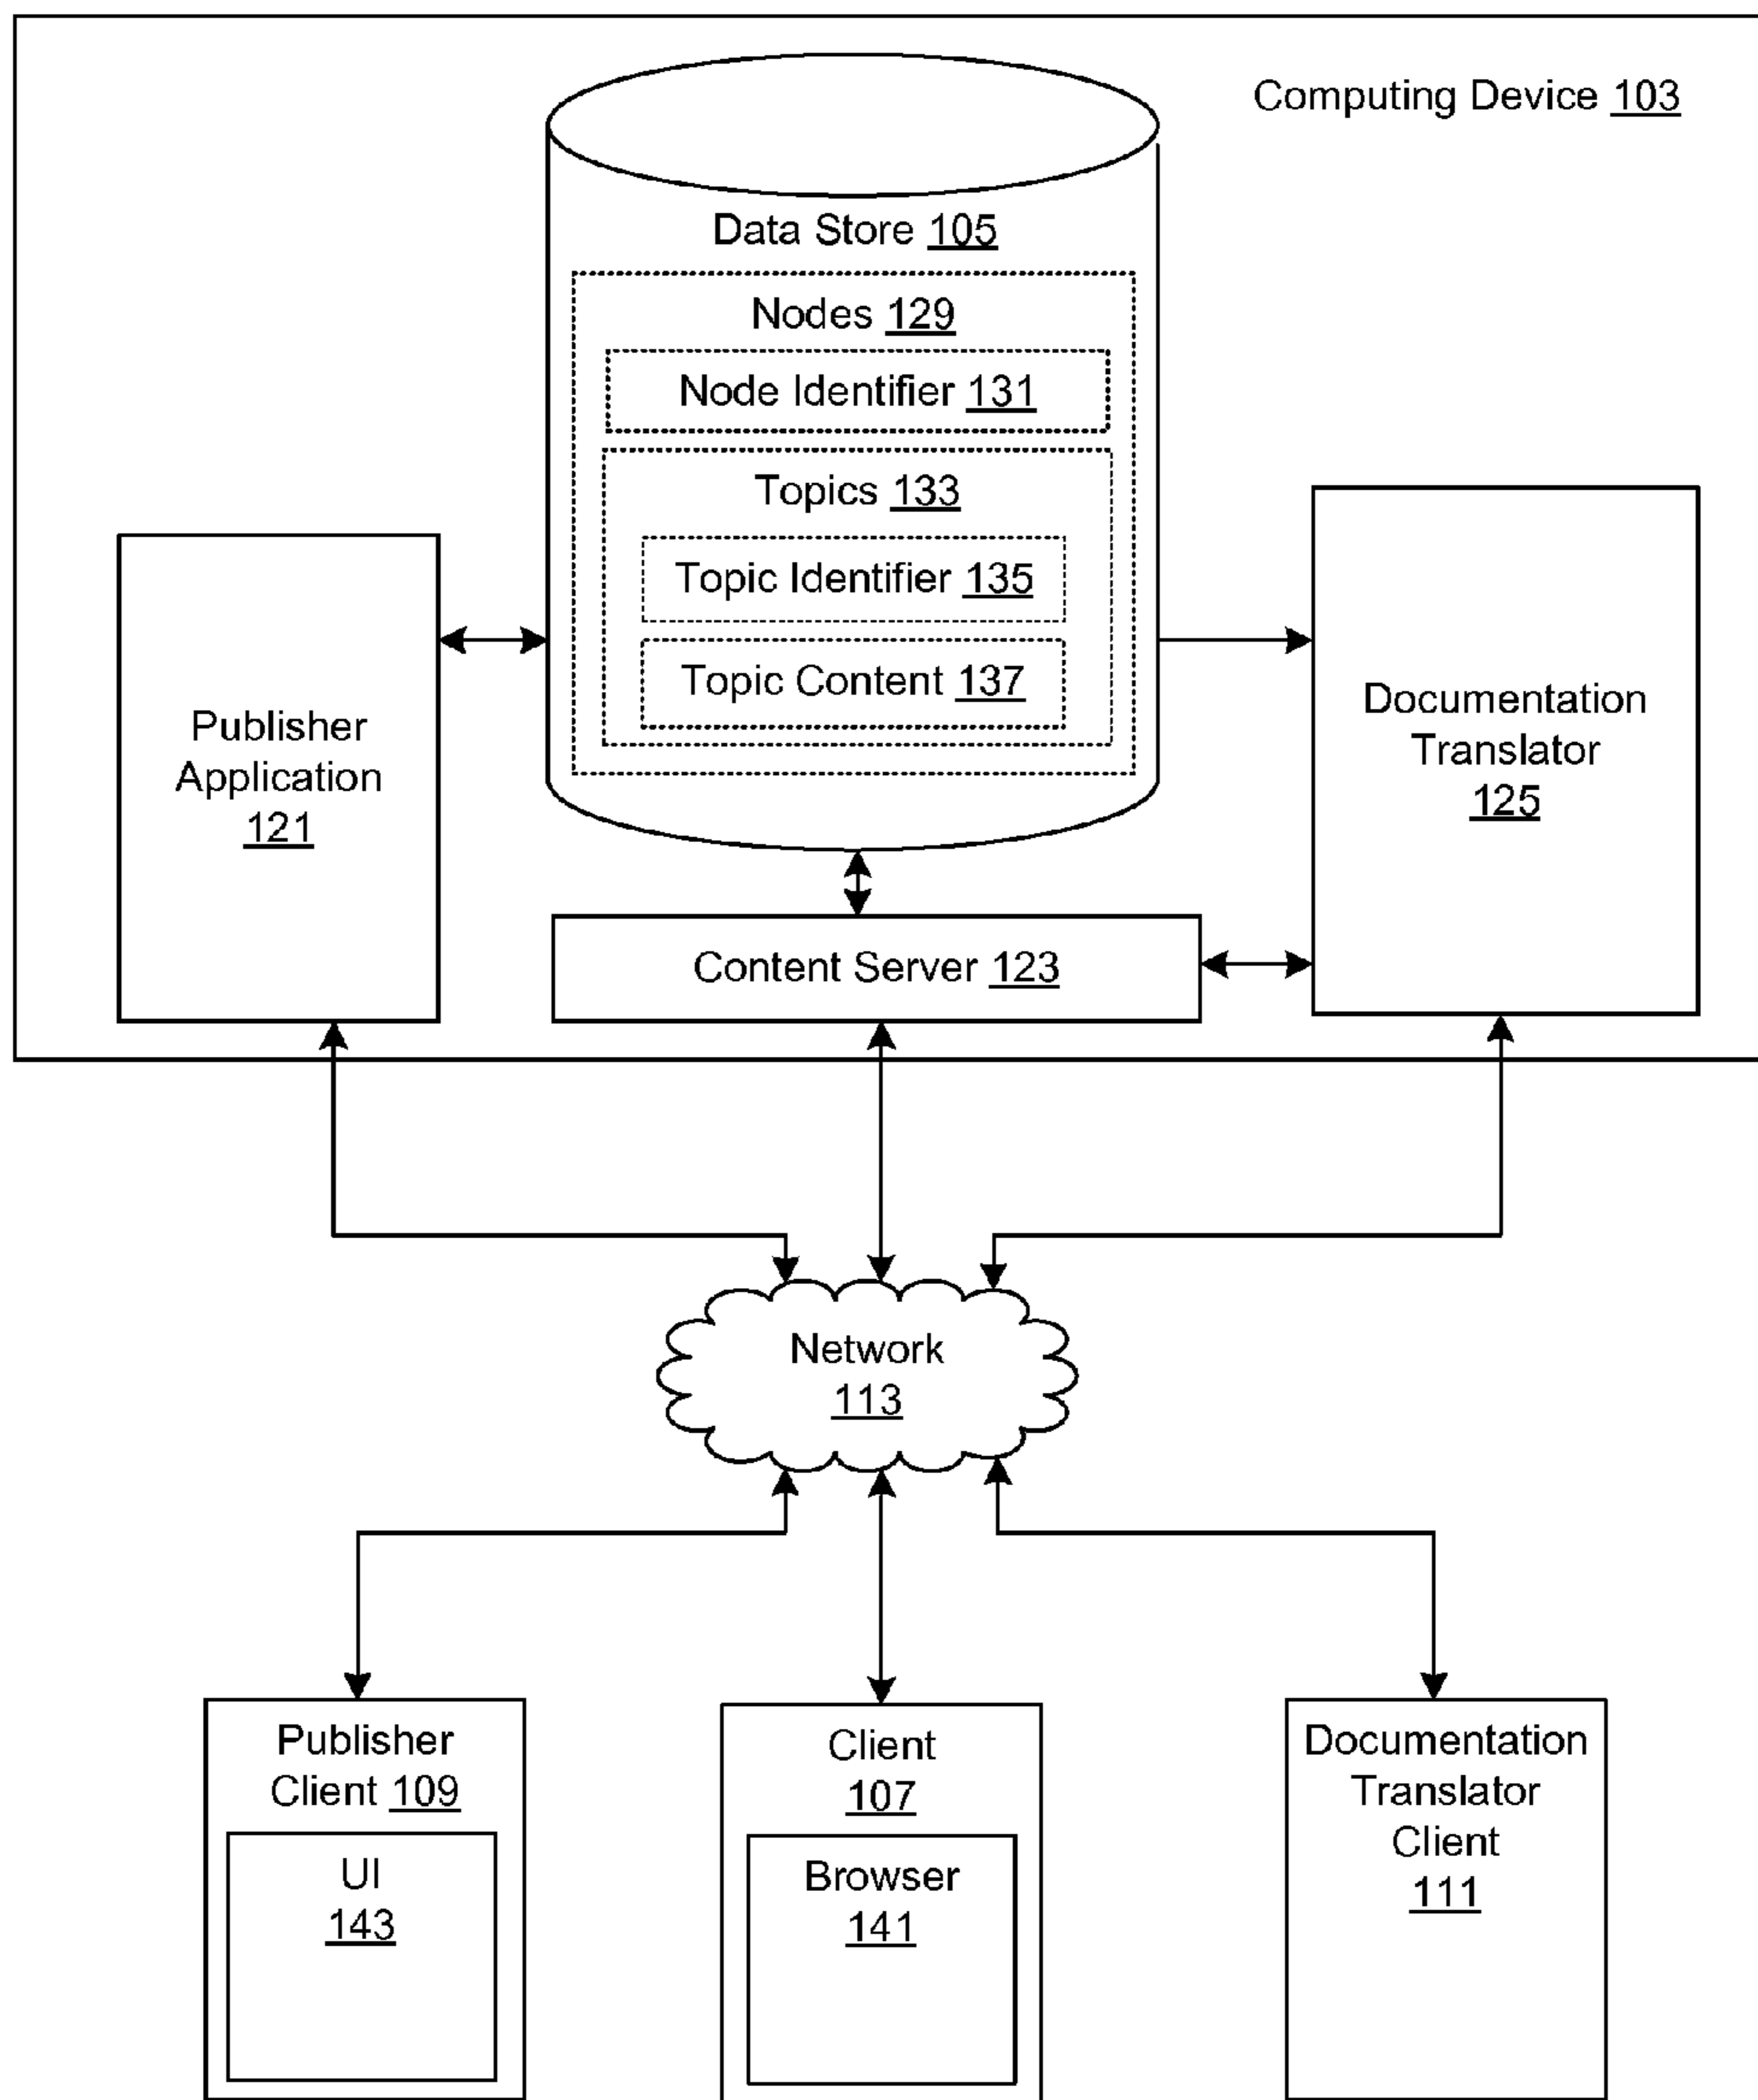 Computing Device 103
Data Store 105
Nodes 129
Node Identifier 131
Topics 133
Topic Identifier 135
Topic Content 137
Publisher
Application
121
Documentation
Translator
125
Content Server 123
Network
113
Publisher
Client 109
UI
143
Client
107
Browser
141
Documentation
Translator
Client
111